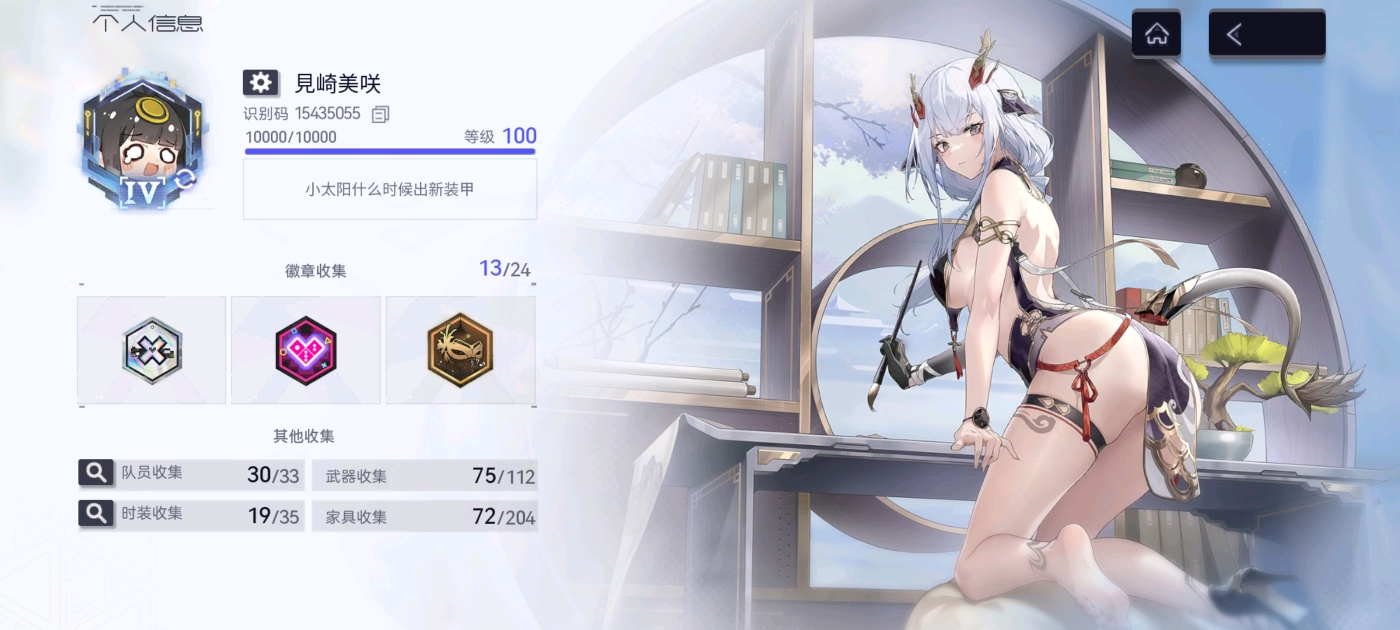 个人信息
見崎美咲
识别码 15435055
10000/10000 等级 100
小太阳什么时候出新装甲
IV
徽章收集 13/24
其他收集
队员收集 30/33 武器收集 75/112
时装收集 19/35 家具收集 72/204